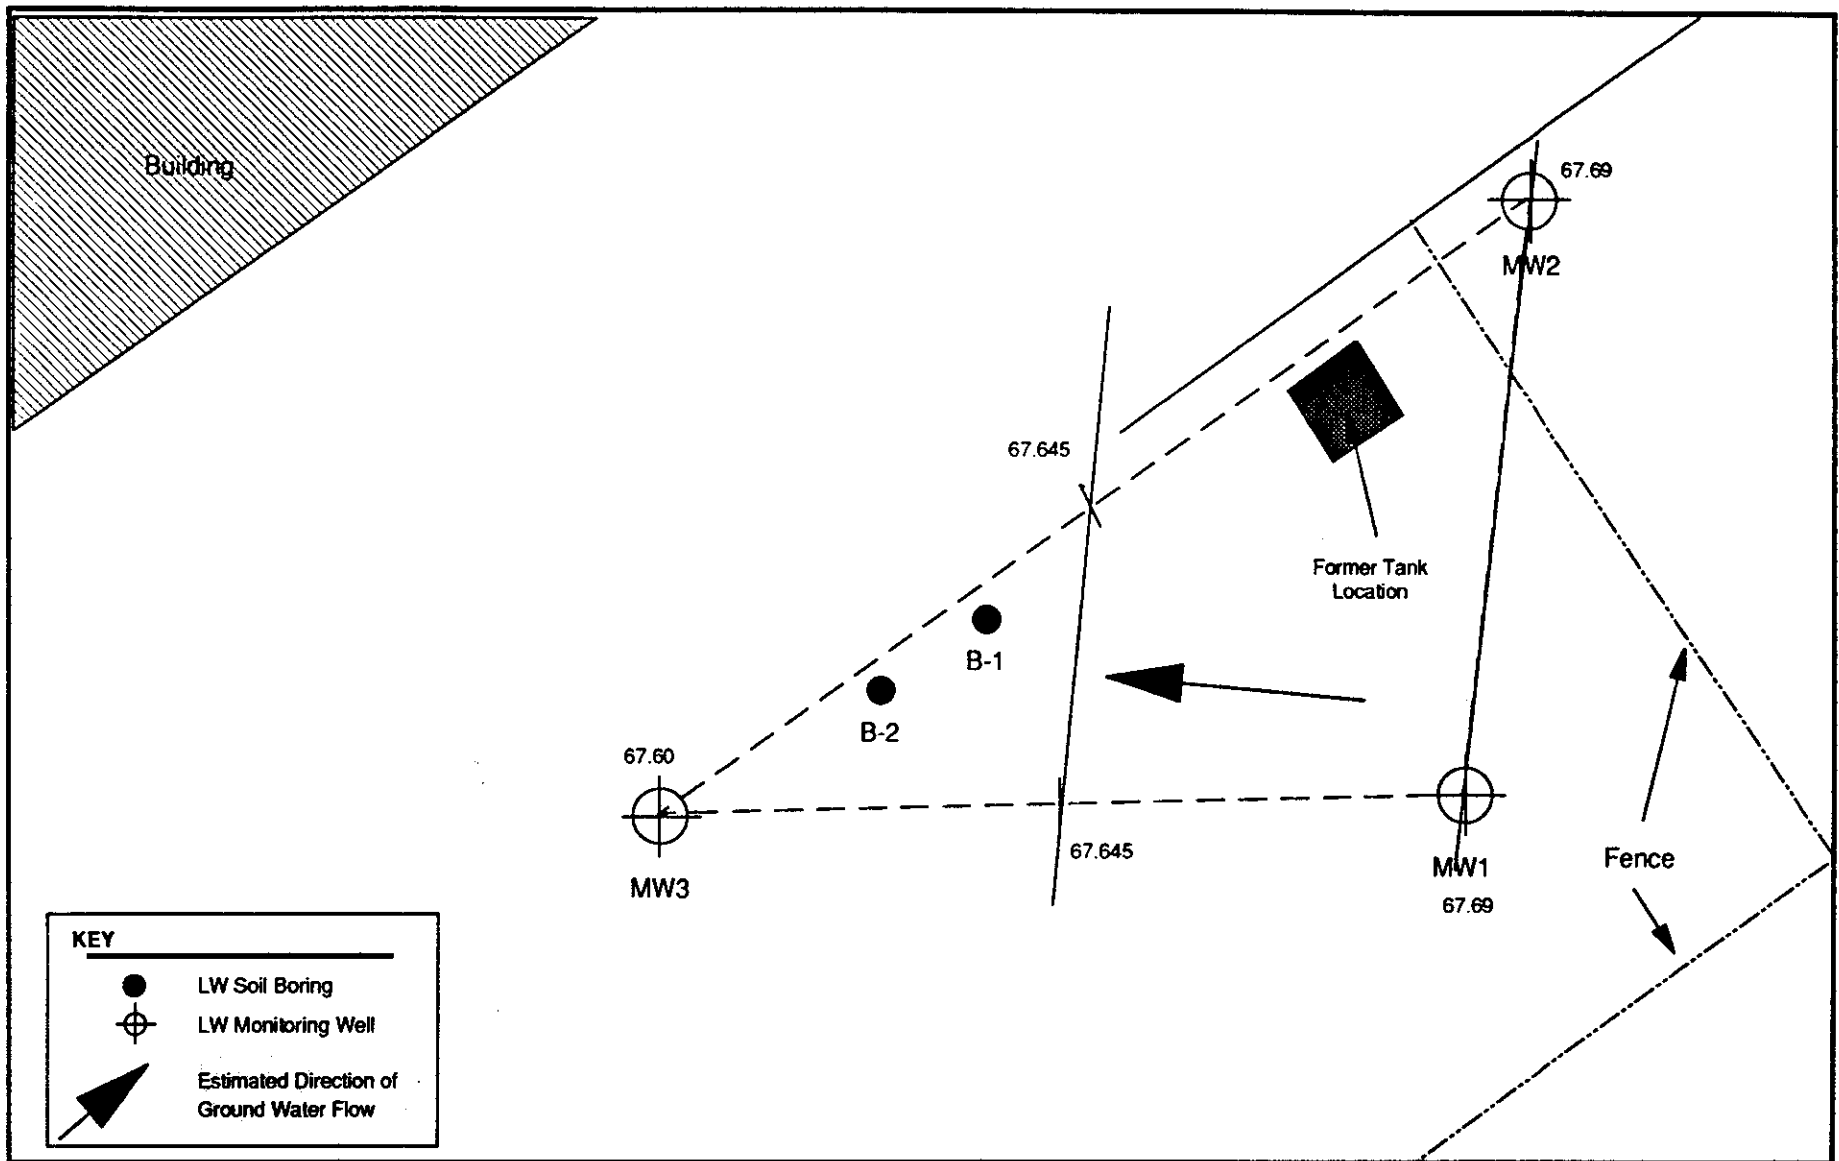 Building
67.69
MW2
67.645
Former Tank
Location
B-1
B-2
67.60
67.645
MW3
MW1
67.69
Fence
KEY
LW Soil Boring
LW Monitoring Well
Estimated Direction of
Ground Water Flow